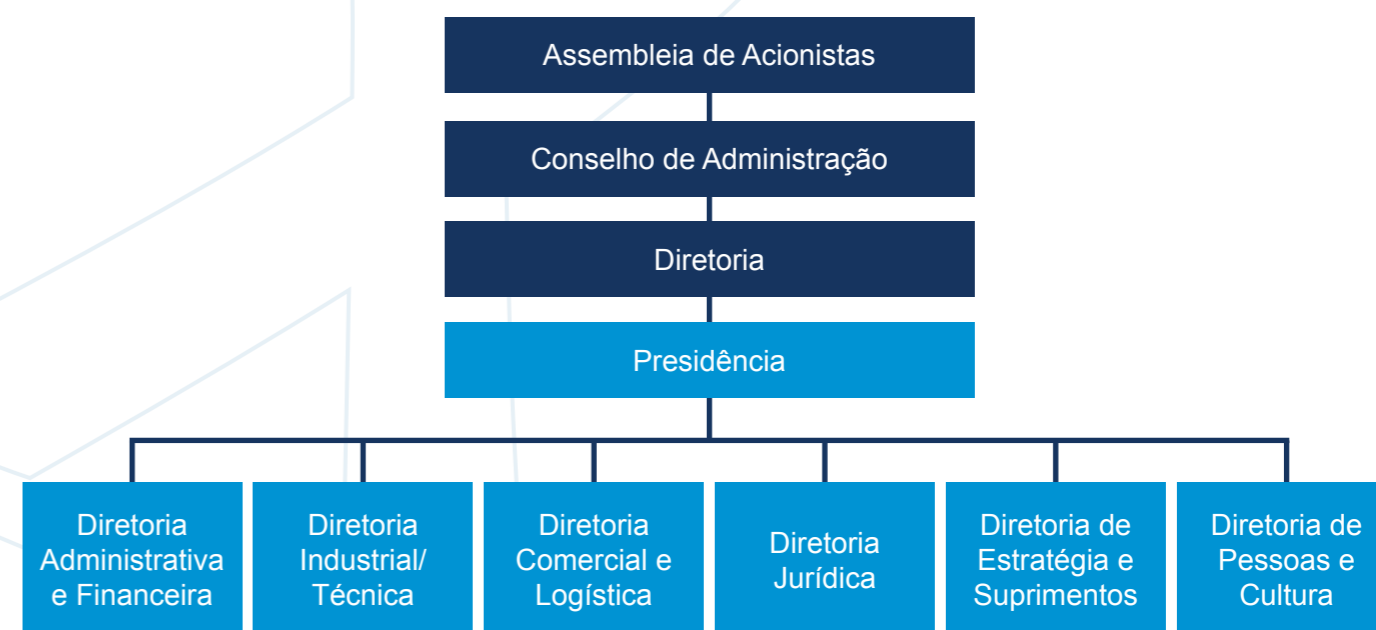 Assembleia de Acionistas
Conselho de Administração
Diretoria
Presidência
Diretoria
Administrativa
e Financeira
Diretoria
Industrial/
Técnica
Diretoria
Comercial e
Logística
Diretoria
Jurídica
Diretoria de
Estratégia e
Suprimentos
Diretoria de
Pessoas e
Cultura